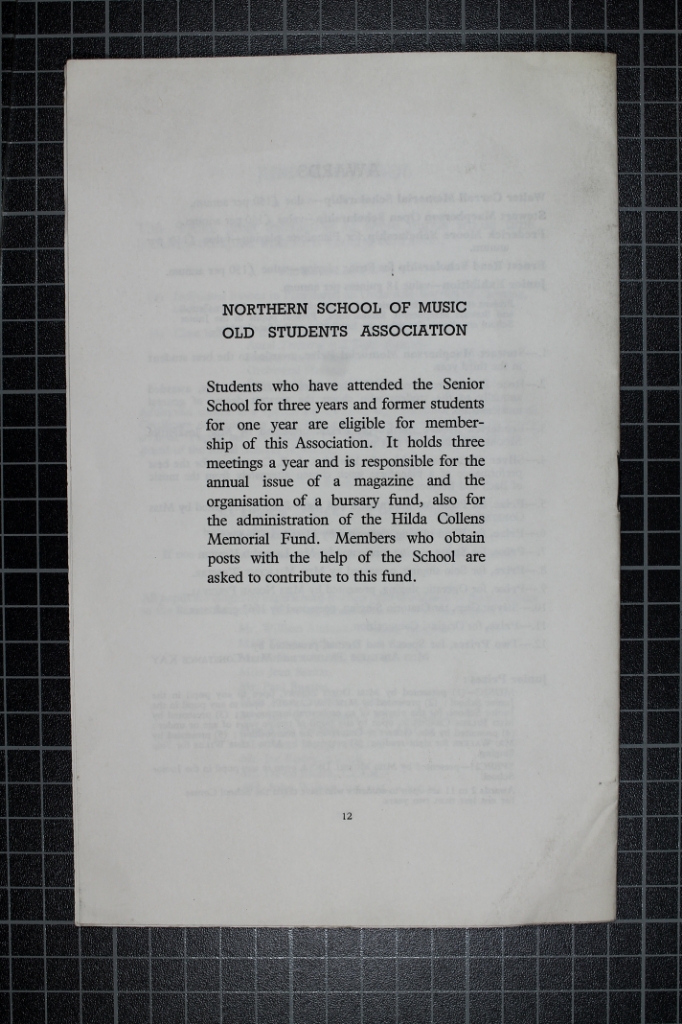 NORTHERN SCHOOL OF MUSIC
OLD STUDENTS ASSOCIATION
Students who have attended the Senior
School for three years and former students
for one year are eligible for member-
ship of this Association. It holds three
meetings a year and is responsible for the
annual issue of a magazine and the
organisation of a bursary fund, also for
the administration of the Hilda Collens
Memorial Fund. Members who obtain
posts with the help of the School are
asked to contribute to this fund.
12